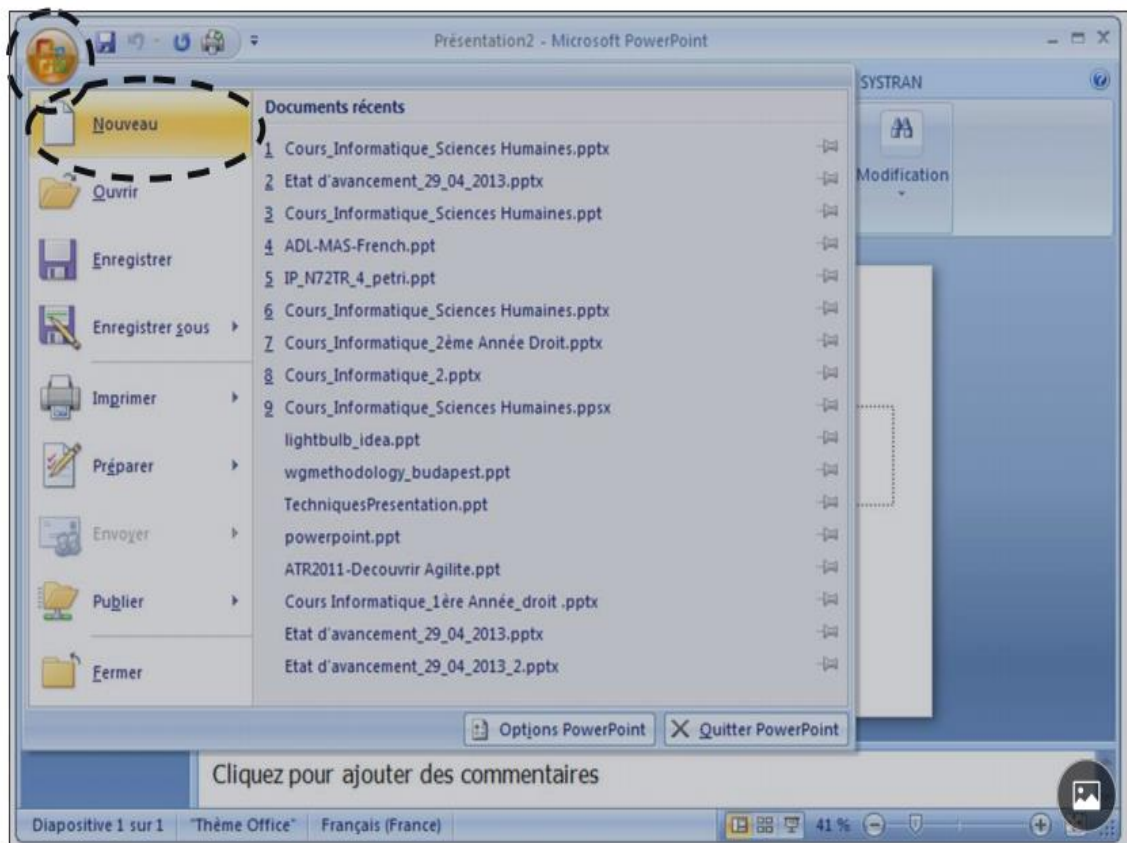 Présentation2 - Microsoft PowerPoint
SYSTRAN
Modification
Nouveau
Ouvrir
Enregistrer
Enregistrer sous
Imprimer
Préparer
Envoyer
Publier
Fermer
Documents récents
1 Cours_Informatique_Sciences Humaines.pptx
2 Etat d'avancement_29_04_2013.pptx
3 Cours_Informatique_Sciences Humaines.ppt
4 ADL-MAS-French.ppt
5 IP_N72TR_4_petri.ppt
6 Cours_Informatique_Sciences Humaines.pptx
7 Cours_Informatique_2ème Année Droit.pptx
8 Cours_Informatique_2.pptx
9 Cours_Informatique_Sciences Humaines.ppsx
lightbulb_idea.ppt
wgmethodology_budapest.ppt
TechniquesPresentation.ppt
powerpoint.ppt
ATR2011-Decouvrir Agilite.ppt
Cours Informatique_1ère Année_droit .pptx
Etat d'avancement_29_04_2013.pptx
Etat d'avancement_29_04_2013_2.pptx
Options PowerPoint
Quitter PowerPoint
Cliquez pour ajouter des commentaires
Diapositive 1 sur 1
"Thème Office"
Français (France)
41 %